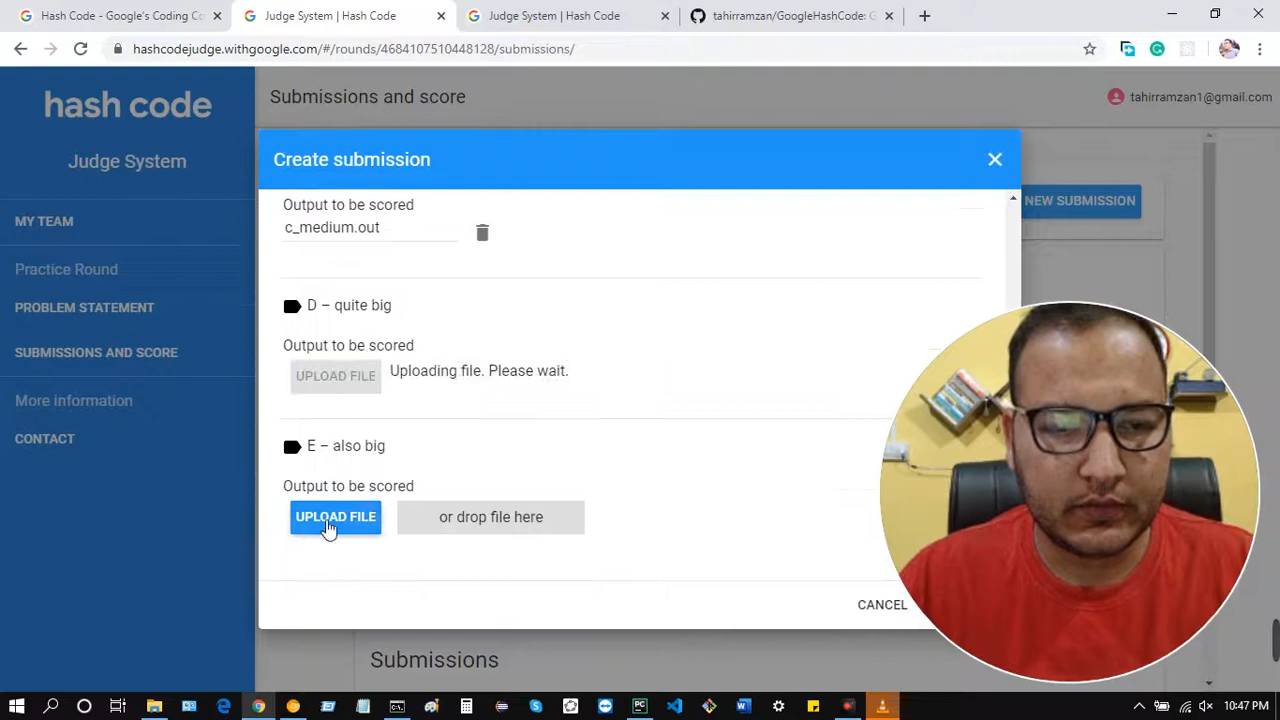 Hash Code - Google's Coding Co
Judge System | Hash Code
Judge System | Hash Code
tahirramzan/GoogleHashCode: G
hashcodejudge.withgoogle.com/#/rounds/4684107510448128/submissions/
hash code
Judge System
MY TEAM
Practice Round
PROBLEM STATEMENT
SUBMISSIONS AND SCORE
More information
CONTACT
Submissions and score
tahirramzan1@gmail.com
NEW SUBMISSION
Create submission
Output to be scored
c_medium.out
D – quite big
Output to be scored
UPLOAD FILE
Uploading file. Please wait.
E – also big
Output to be scored
UPLOAD FILE
or drop file here
CANCEL
Submissions
10:47 PM